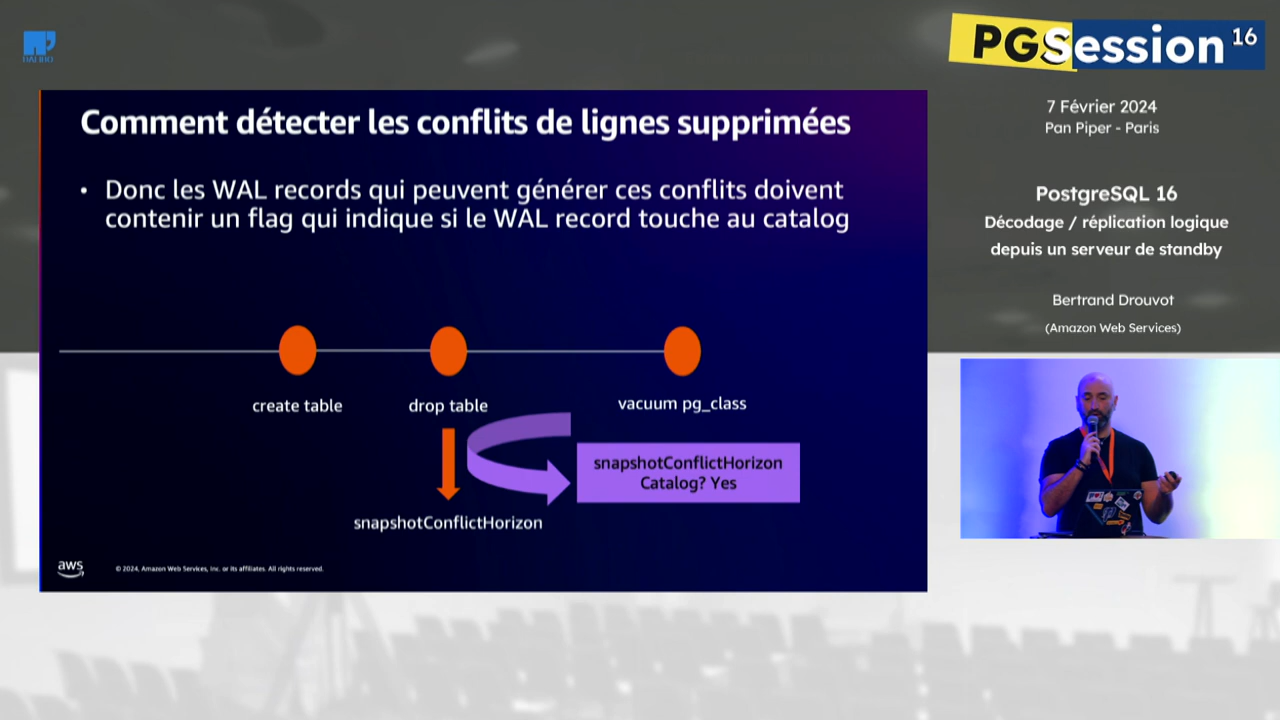 PGSession 16
7 Février 2024
Pan Piper - Paris
PostgreSQL 16
Décodage / réplication logique
depuis un serveur de standby
Bertrand Drouvot
(Amazon Web Services)
Comment détecter les conflits de lignes supprimées
• Donc les WAL records qui peuvent générer ces conflits doivent
contenir un flag qui indique si le WAL record touche au catalog
create table
drop table
vacuum pg_class
snapshotConflictHorizon
Catalog? Yes
snapshotConflictHorizon
aws
© 2024, Amazon Web Services, Inc. or its affiliates. All rights reserved.